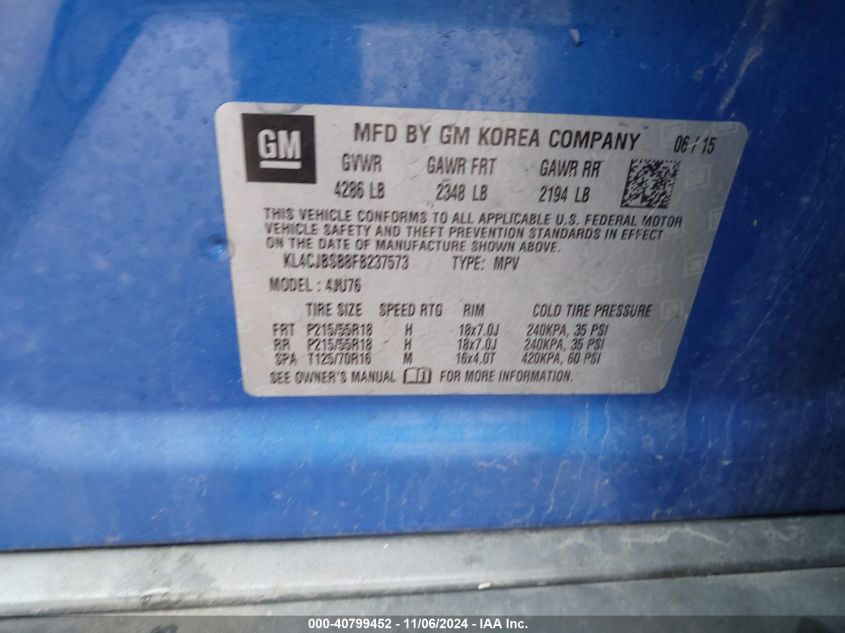 GM
MFD BY GM KOREA COMPANY 06/15
GVWR GAWR FRT GAWR RR
4286 LB 2348 LB 2194 LB
THIS VEHICLE CONFORMS TO ALL APPLICABLE U.S. FEDERAL MOTOR
VEHICLE SAFETY AND THEFT PREVENTION STANDARDS IN EFFECT
ON THE DATE OF MANUFACTURE SHOWN ABOVE.
KL4CJBSB8FB237573 TYPE: MPV
MODEL: 4JU76
TIRE SIZE SPEED RTG RIM COLD TIRE PRESSURE
FRT P215/55R18 H 18x7.0J 240KPA, 35 PSI
RR P215/55R18 H 18x7.0J 240KPA, 35 PSI
SPA T125/70R16 M 16x4.0T 420KPA, 60 PSI
SEE OWNER'S MANUAL FOR MORE INFORMATION.
000-40799452 - 11/06/2024 - IAA Inc.